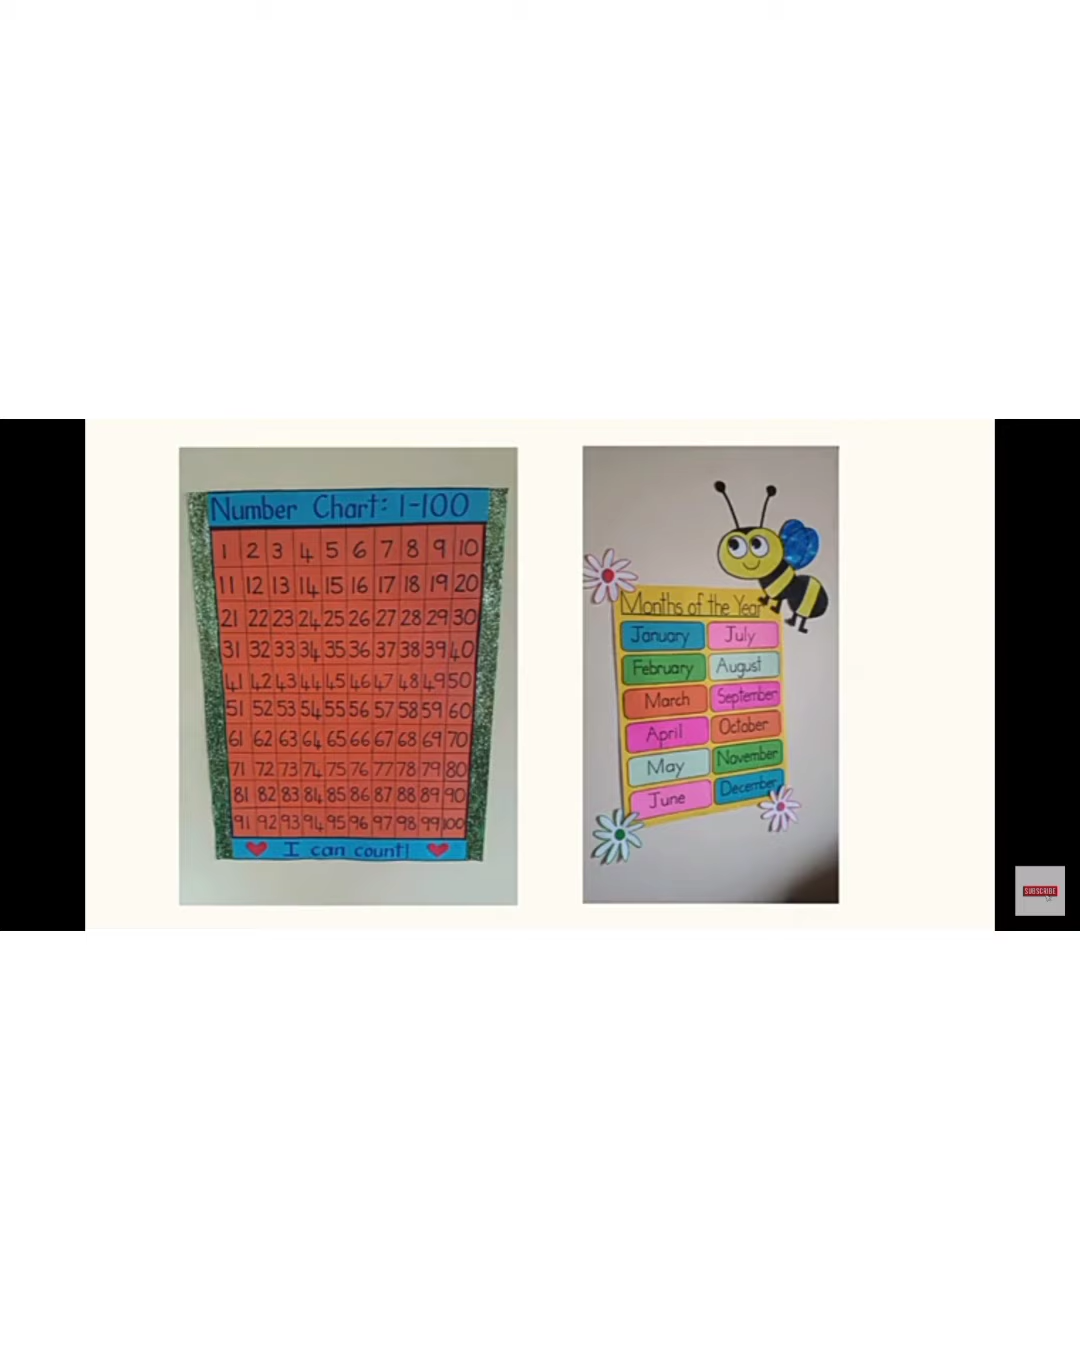 Number Chart: 1-100
1 2 3 4 5 6 7 8 9 10
11 12 13 14 15 16 17 18 19 20
21 22 23 24 25 26 27 28 29 30
31 32 33 34 35 36 37 38 39 40
41 42 43 44 45 46 47 48 49 50
51 52 53 54 55 56 57 58 59 60
61 62 63 64 65 66 67 68 69 70
71 72 73 74 75 76 77 78 79 80
81 82 83 84 85 86 87 88 89 90
91 92 93 94 95 96 97 98 99 100
I can count!
Months of the Year
January July
February August
March September
April October
May November
June December
SUBSCRIBE